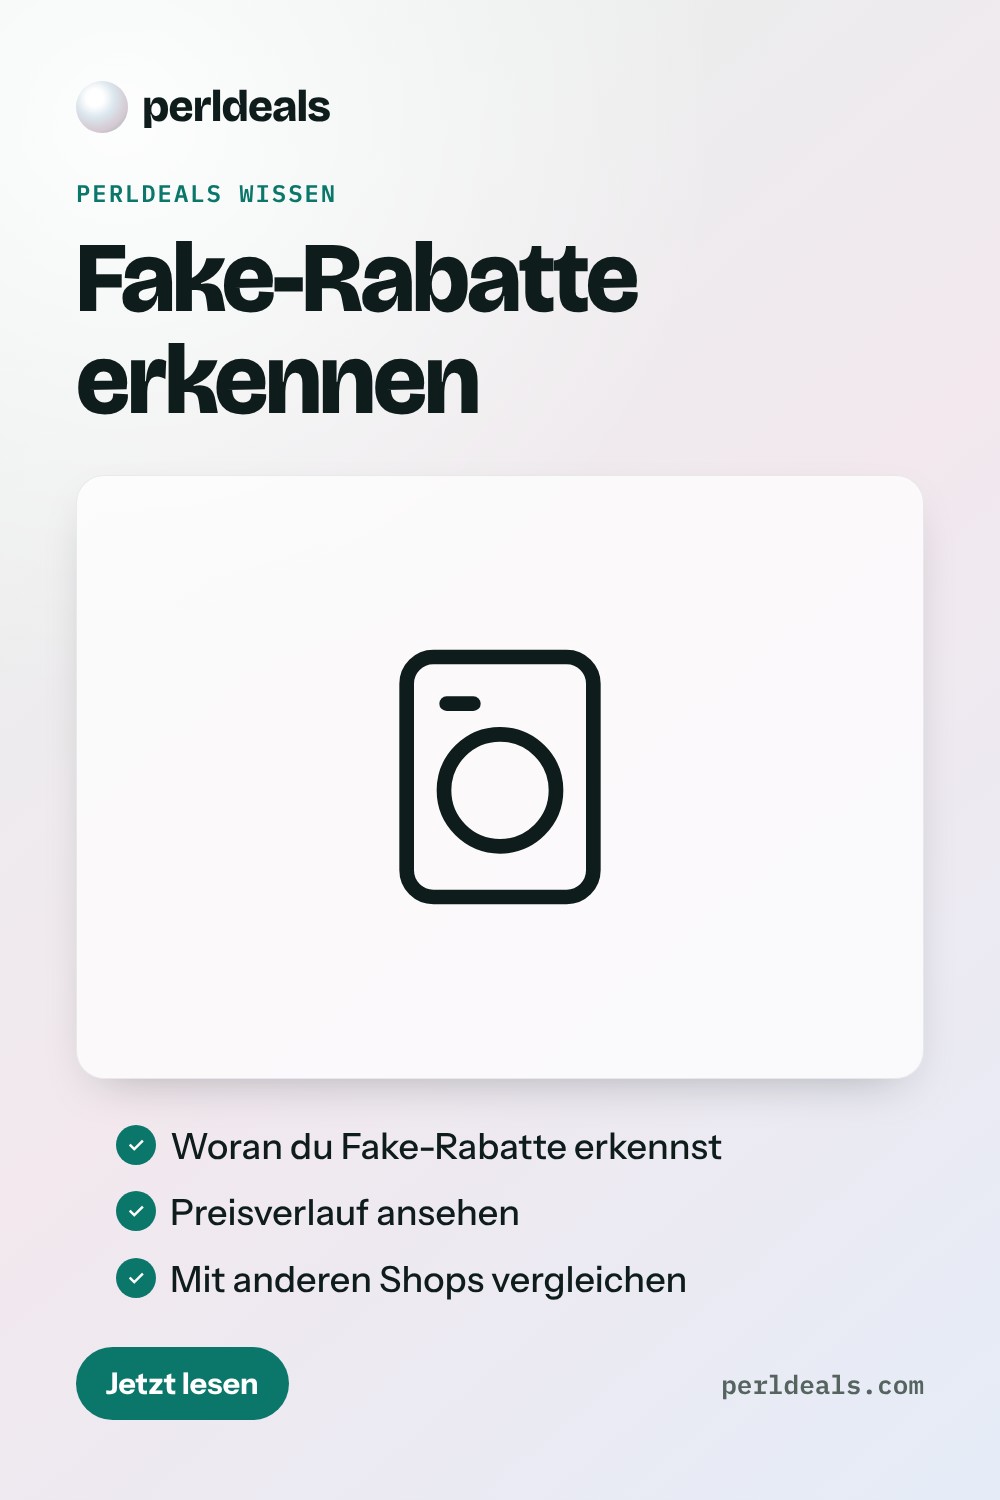 perldeals
PERLDEALS WISSEN
Fake-Rabatte
erkennen
Woran du Fake-Rabatte erkennst
Preisverlauf ansehen
Mit anderen Shops vergleichen
Jetzt lesen
perldeals.com